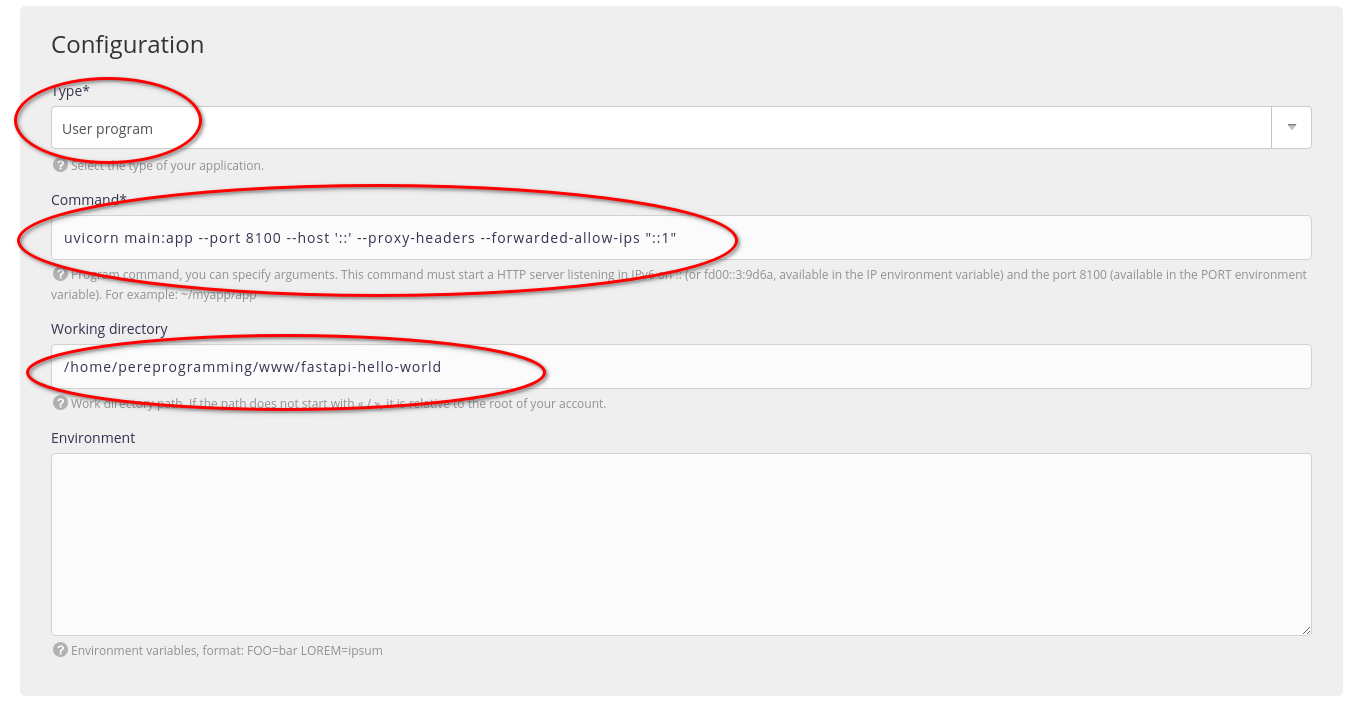 Configuration
Type*
User program
Select the type of your application.
Command*
uvicorn main:app --port 8100 --host '::' --proxy-headers --forwarded-allow-ips "::1"
Program command, you can specify arguments. This command must start a HTTP server listening in IPv6 on :: (or fd00::3:9d6a, available in the IP environment variable) and the port 8100 (available in the PORT environment
variable). For example: ~/myapp/app
Working directory
/home/pereprogramming/www/fastapi-hello-world
Work directory path. If the path does not start with « / », it is relative to the root of your account.
Environment
Environment variables, format: FOO=bar LOREM=ipsum